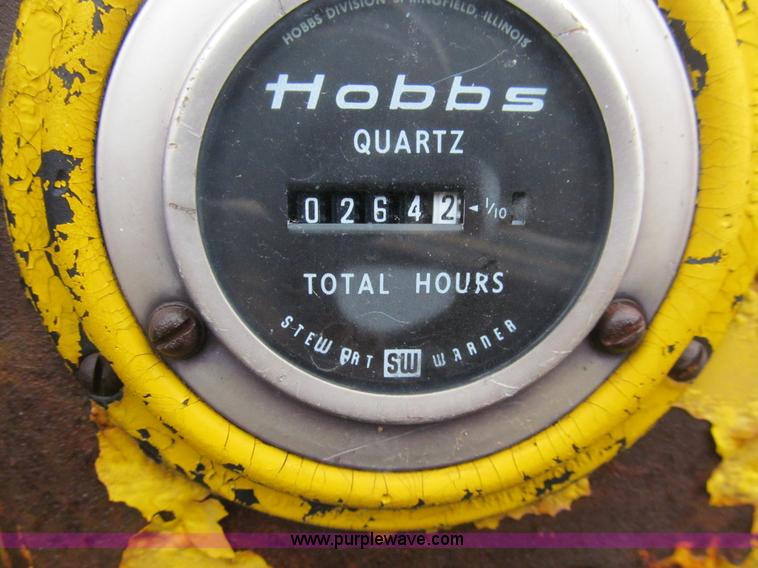 HOBBS DIVISION SPRINGFIELD, ILLINOIS
Hobbs
QUARTZ
02642 ◄ 1/10
TOTAL HOURS
STEWART SW WARNER
www.purplewave.com